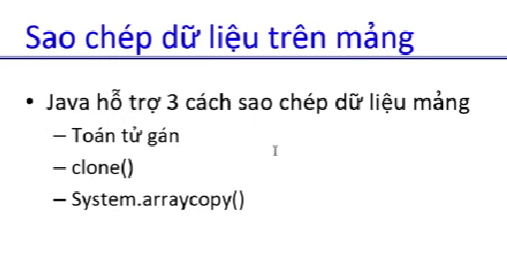 Sao chép dữ liệu trên mảng
• Java hỗ trợ 3 cách sao chép dữ liệu mảng
– Toán tử gán
– clone()
– System.arraycopy()